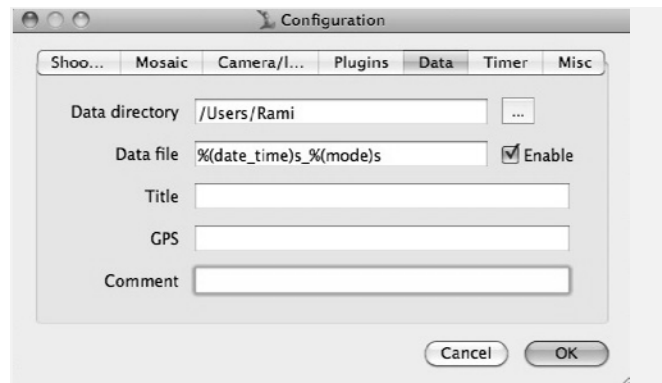 Configuration
Shoo... Mosaic Camera/I... Plugins Data Timer Misc
Data directory /Users/Rami ...
Data file %(date_time)s_%(mode)s Enable
Title
GPS
Comment
Cancel OK